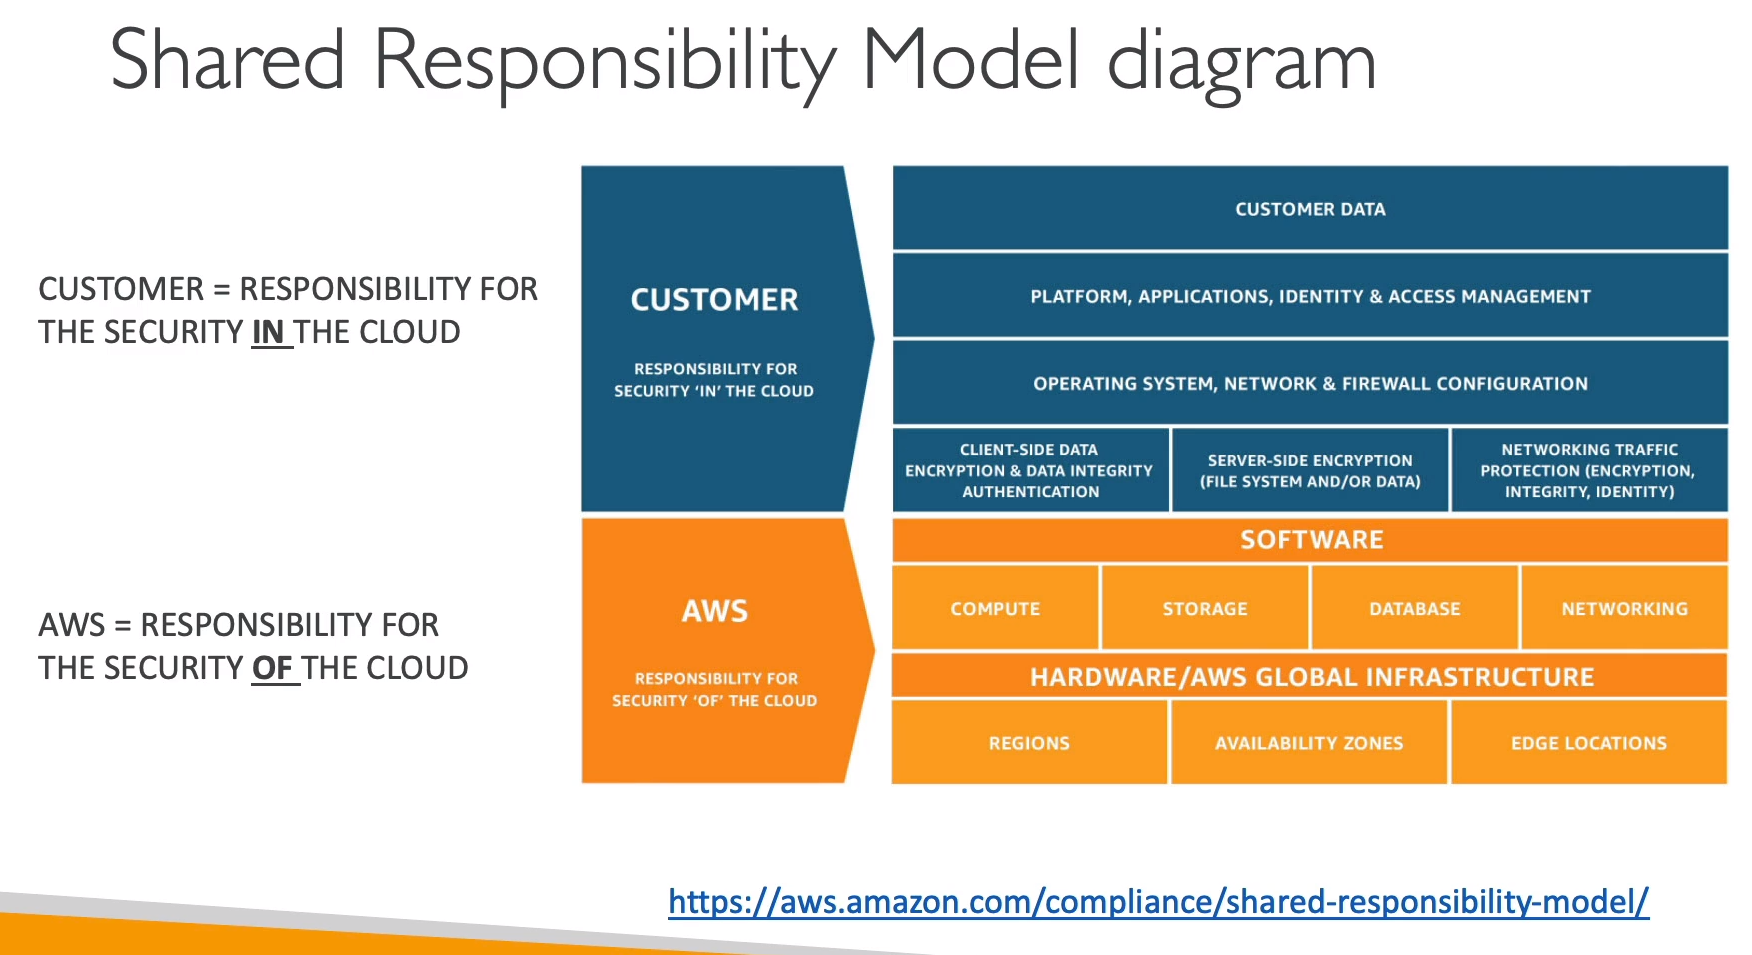 Shared Responsibility Model diagram
CUSTOMER = RESPONSIBILITY FOR
THE SECURITY IN THE CLOUD
CUSTOMER
RESPONSIBILITY FOR
SECURITY ‘IN’ THE CLOUD
CUSTOMER DATA
PLATFORM, APPLICATIONS, IDENTITY & ACCESS MANAGEMENT
OPERATING SYSTEM, NETWORK & FIREWALL CONFIGURATION
CLIENT-SIDE DATA
ENCRYPTION & DATA INTEGRITY
AUTHENTICATION
SERVER-SIDE ENCRYPTION
(FILE SYSTEM AND/OR DATA)
NETWORKING TRAFFIC
PROTECTION (ENCRYPTION,
INTEGRITY, IDENTITY)
AWS = RESPONSIBILITY FOR
THE SECURITY OF THE CLOUD
AWS
RESPONSIBILITY FOR
SECURITY ‘OF’ THE CLOUD
SOFTWARE
COMPUTE
STORAGE
DATABASE
NETWORKING
HARDWARE/AWS GLOBAL INFRASTRUCTURE
REGIONS
AVAILABILITY ZONES
EDGE LOCATIONS
https://aws.amazon.com/compliance/shared-responsibility-model/